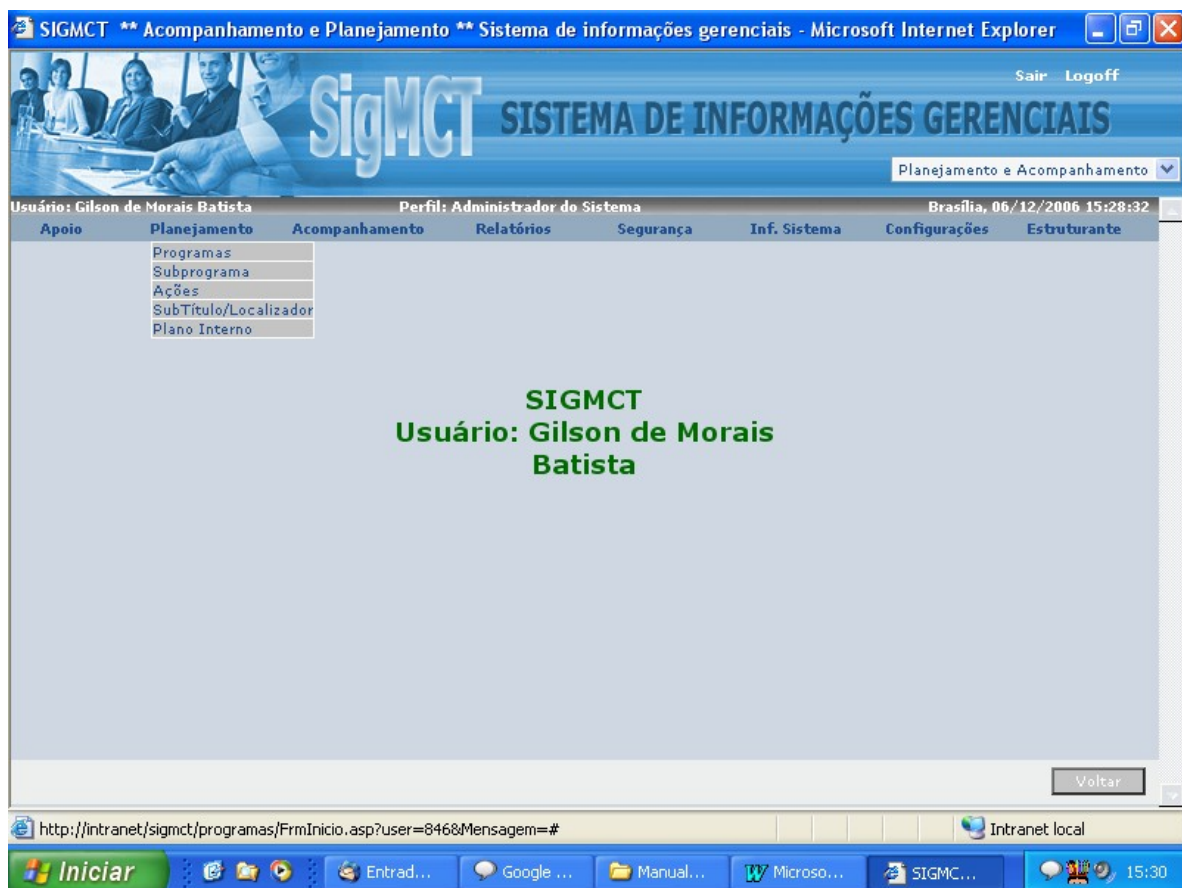 SIGMCT ** Acompanhamento e Planejamento ** Sistema de informações gerenciais - Microsoft Internet Explorer
Sair Logoff
SigMCT SISTEMA DE INFORMAÇÕES GERENCIAIS
Planejamento e Acompanhamento
Usuário: Gilson de Morais Batista Perfil: Administrador do Sistema Brasília, 06/12/2006 15:28:32
Apoio Planejamento Acompanhamento Relatórios Segurança Inf. Sistema Configurações Estruturante
Programas
Subprograma
Ações
SubTítulo/Localizador
Plano Interno
SIGMCT
Usuário: Gilson de Morais
Batista
Voltar
http://intranet/sigmct/programas/FrmInicio.asp?user=846&Mensagem=# Intranet local
Iniciar Entrad... Google ... Manual... Microso... SIGMC... 15:30